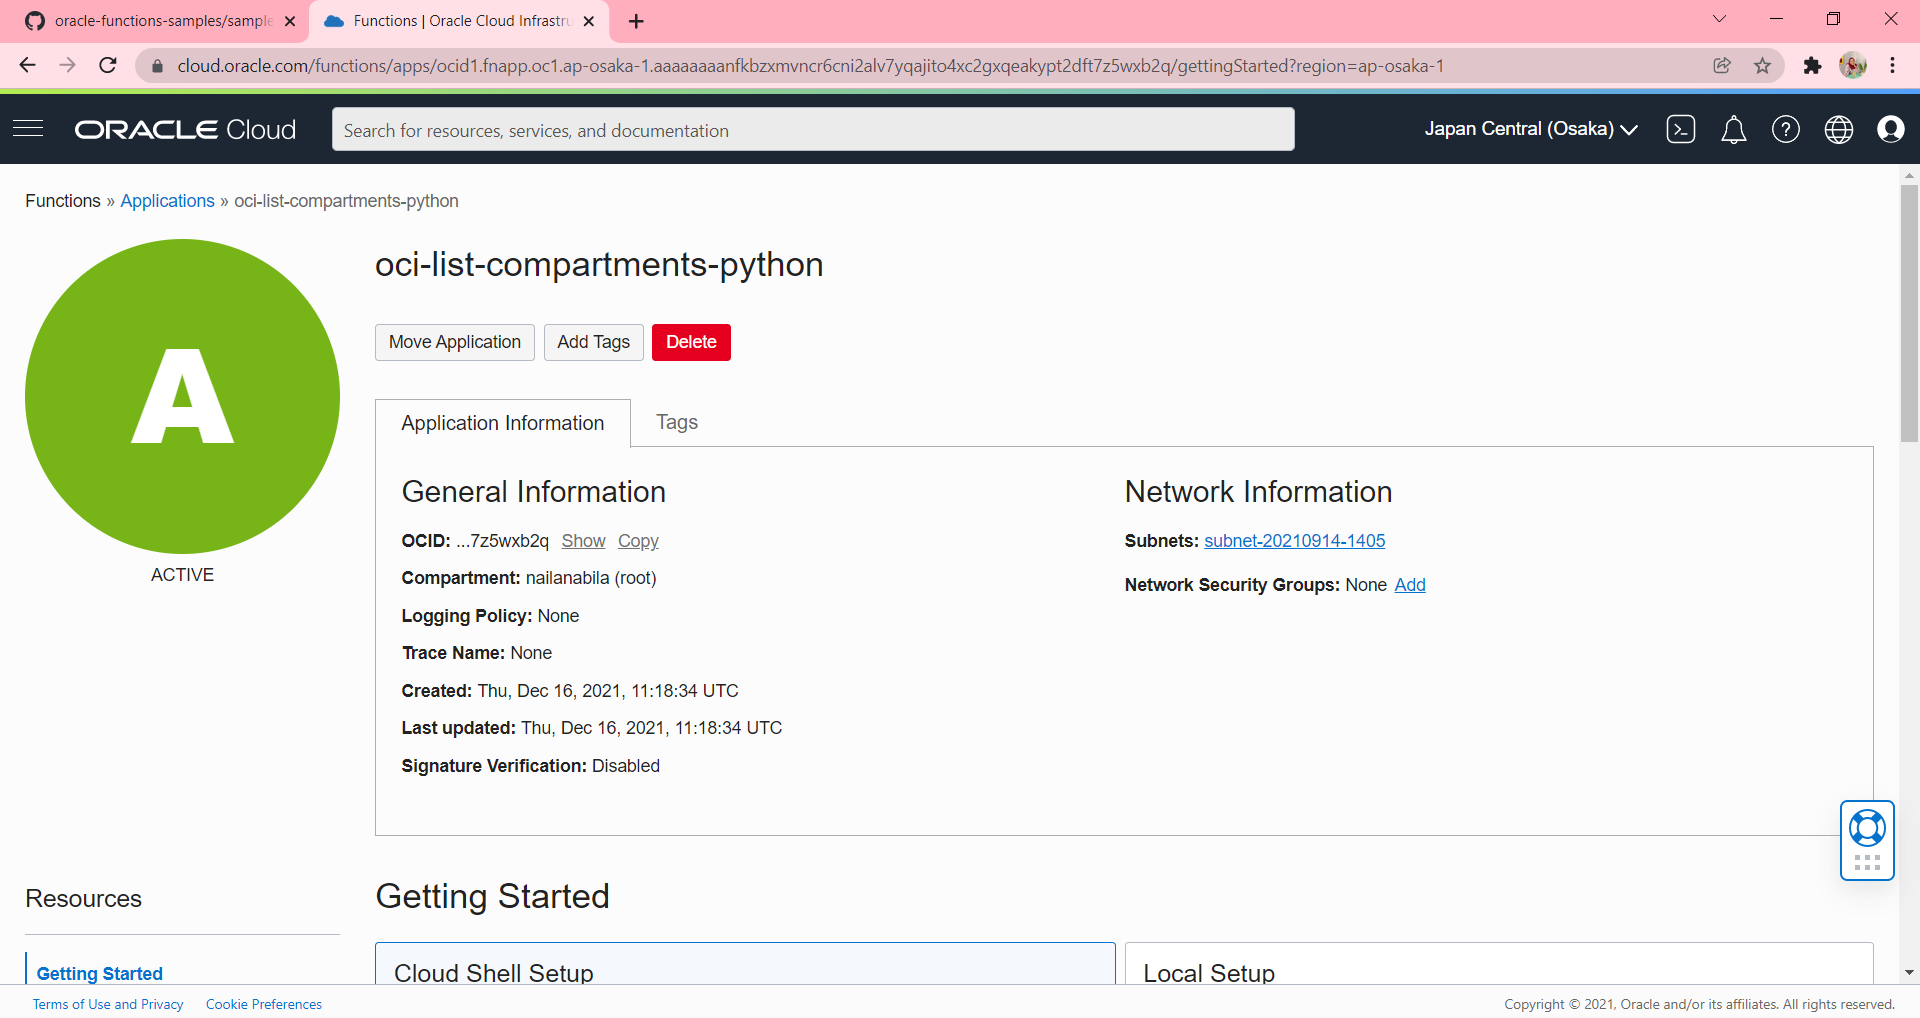 oracle-functions-samples/sample
Functions | Oracle Cloud Infrastru
cloud.oracle.com/functions/apps/ocid1.fnapp.oc1.ap-osaka-1.aaaaaaaanfkbzxmvncr6cni2alv7yqajito4xc2gxqeakypt2dft7z5wxb2q/gettingStarted?region=ap-osaka-1
ORACLE Cloud
Search for resources, services, and documentation
Japan Central (Osaka)
Functions » Applications » oci-list-compartments-python
A
ACTIVE
oci-list-compartments-python
Move Application
Add Tags
Delete
Application Information
Tags
General Information
OCID: ...7z5wxb2q Show Copy
Compartment: nailanabila (root)
Logging Policy: None
Trace Name: None
Created: Thu, Dec 16, 2021, 11:18:34 UTC
Last updated: Thu, Dec 16, 2021, 11:18:34 UTC
Signature Verification: Disabled
Network Information
Subnets: subnet-20210914-1405
Network Security Groups: None Add
Resources
Getting Started
Getting Started
Cloud Shell Setup
Local Setup
Terms of Use and Privacy
Cookie Preferences
Copyright © 2021, Oracle and/or its affiliates. All rights reserved.